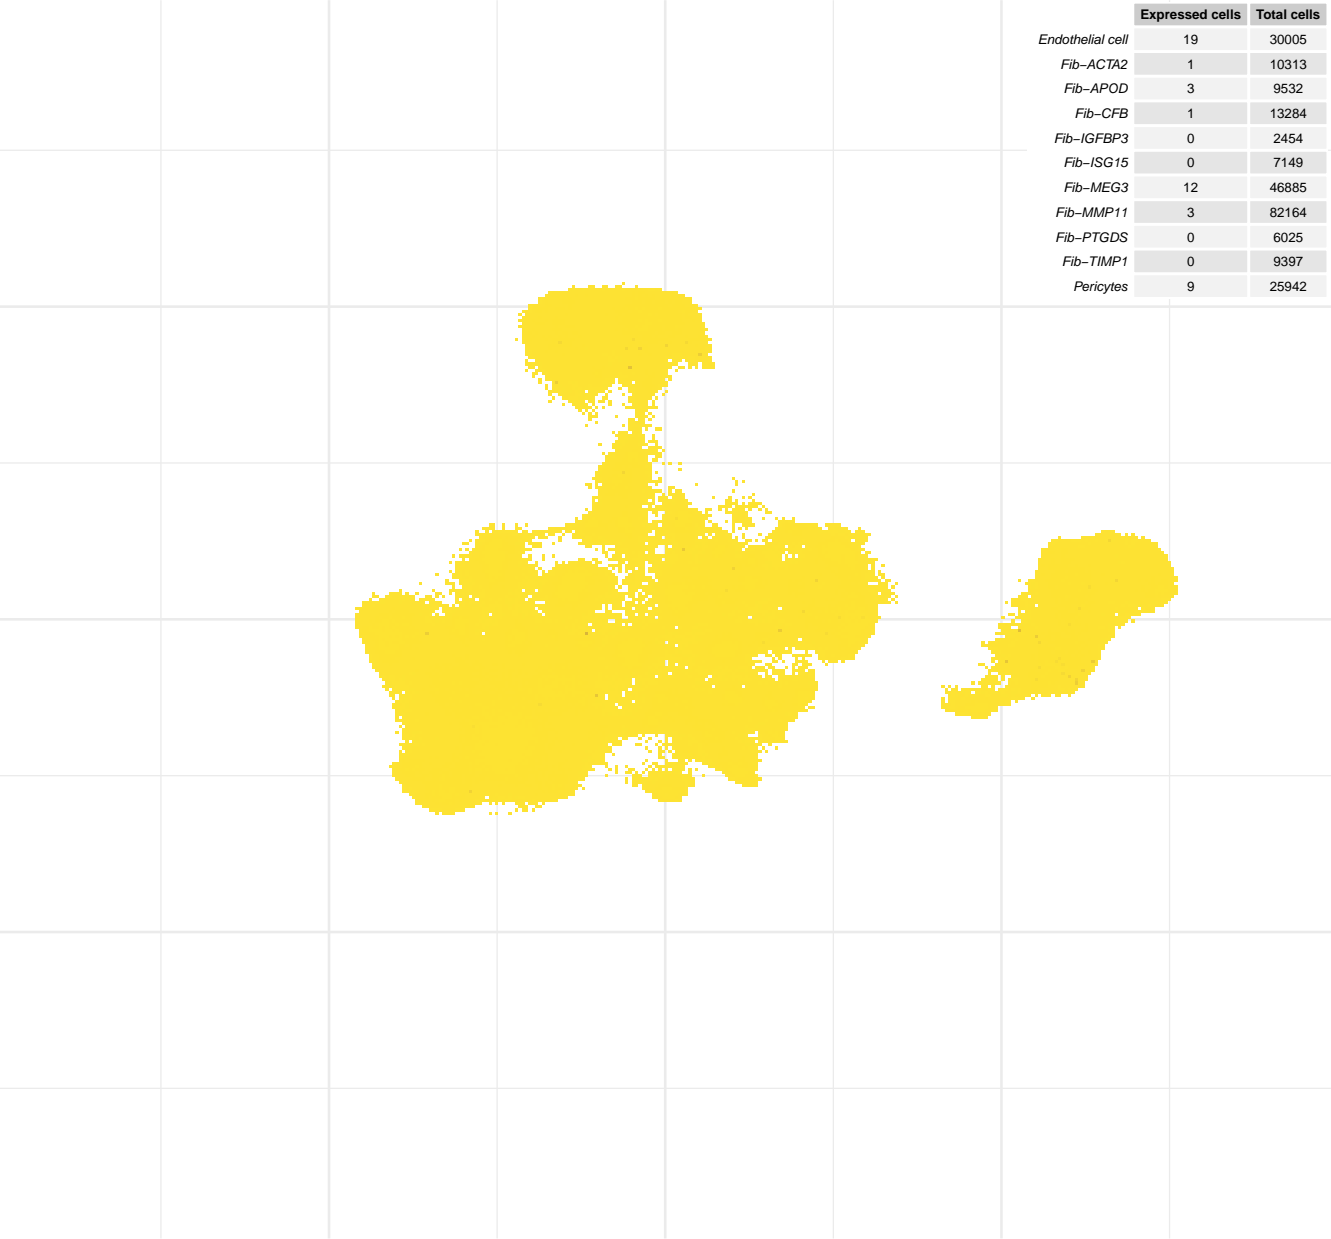 Expressed cells Total cells
Endothelial cell 19 30005
Fib−ACTA2 1 10313
Fib−APOD 3 9532
Fib−CFB 1 13284
Fib−IGFBP3 0 2454
Fib−ISG15 0 7149
Fib−MEG3 12 46885
Fib−MMP11 3 82164
Fib−PTGDS 0 6025
Fib−TIMP1 0 9397
Pericytes 9 25942